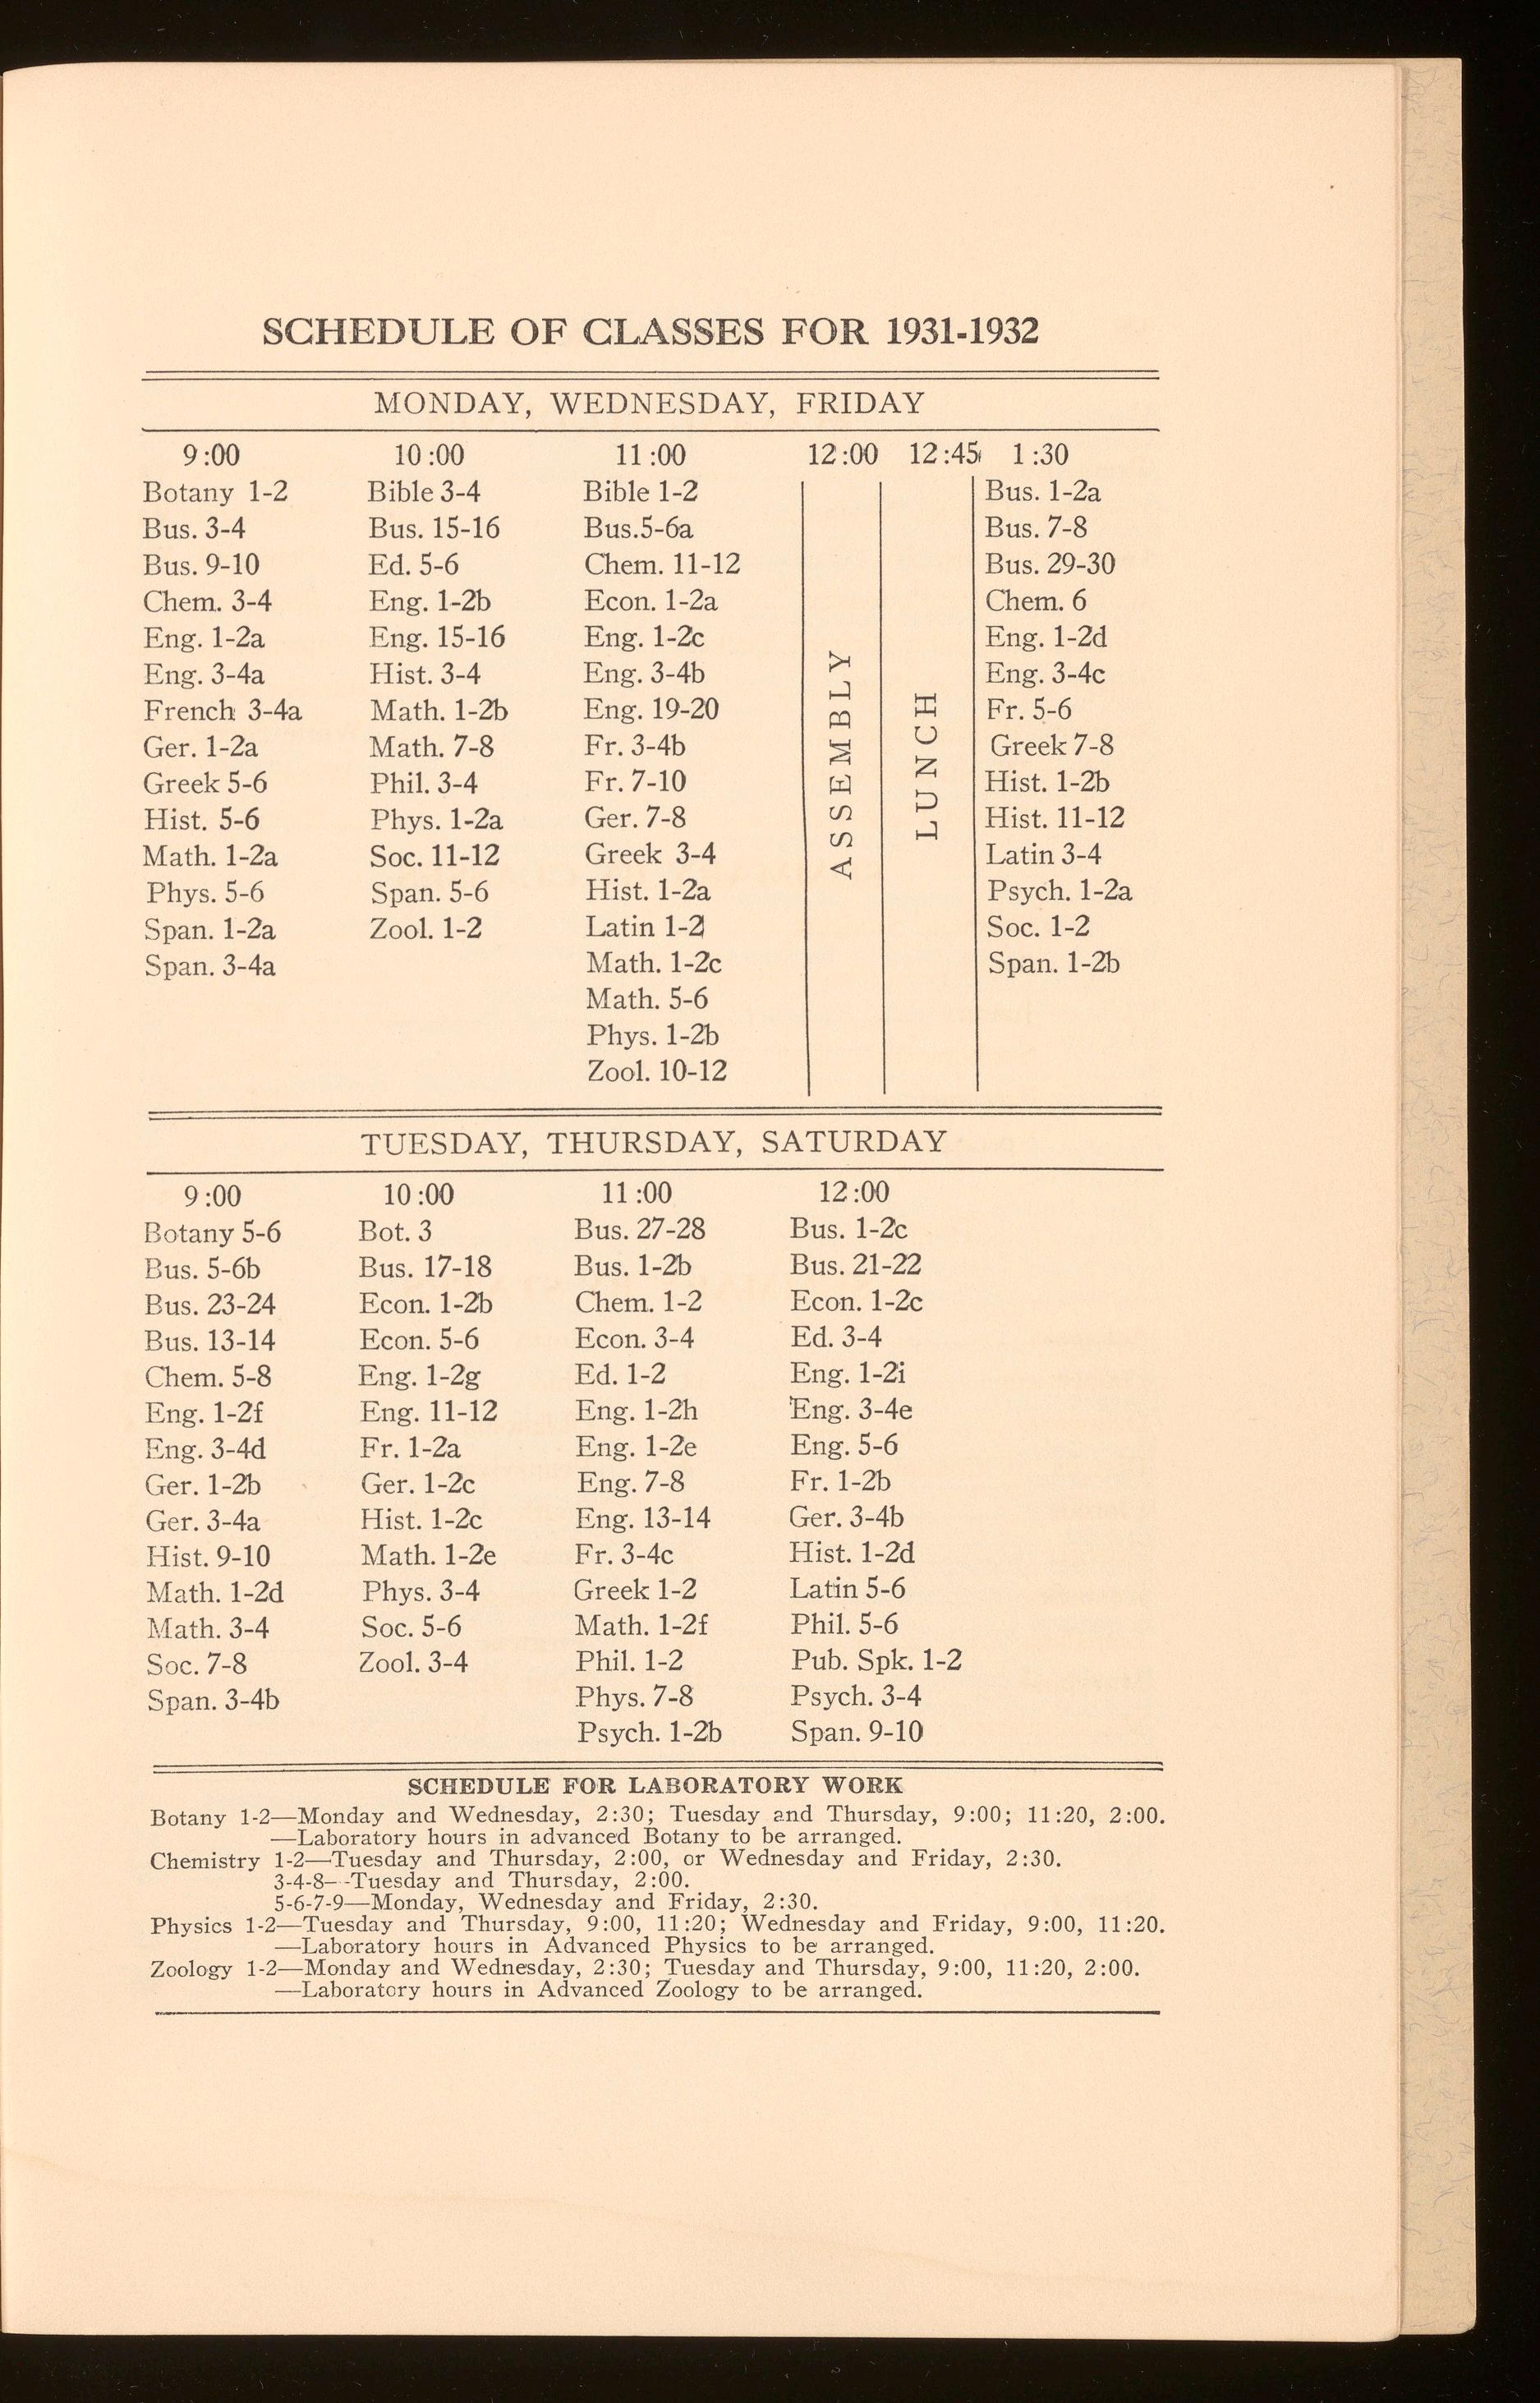 SCHEDULE OF CLASSES FOR 1931-1932
MONDAY, WEDNESDAY, FRIDAY
9:00 10:00 11:00 12:00 12:45 1:30
Botany 1-2 Bible 3-4 Bible 1-2 Bus. 1-2a
Bus. 3-4 Bus. 15-16 Bus.5-6a Bus. 7-8
Bus. 9-10 Ed. 5-6 Chem. 11-12 Bus. 29-30
Chem. 3-4 Eng. 1-2b Econ. 1-2a Chem. 6
Eng. 1-2a Eng. 15-16 Eng. 1-2c Eng. 1-2d
Eng. 3-4a Hist. 3-4 Eng. 3-4b Eng. 3-4c
French 3-4a Math. 1-2b Eng. 19-20 Fr. 5-6
Ger. 1-2a Math. 7-8 Fr. 3-4b Greek 7-8
Greek 5-6 Phil. 3-4 Fr. 7-10 Hist. 1-2b
Hist. 5-6 Phys. 1-2a Ger. 7-8 Hist. 11-12
Math. 1-2a Soc. 11-12 Greek 3-4 Latin 3-4
Phys. 5-6 Span. 5-6 Hist. 1-2a Psych. 1-2a
Span. 1-2a Zool. 1-2 Latin 1-2 Soc. 1-2
Span. 3-4a Math. 1-2c Span. 1-2b
Math. 5-6
Phys. 1-2b
Zool. 10-12
ASSEMBLY
LUNCH
TUESDAY, THURSDAY, SATURDAY
9:00 10:00 11:00 12:00
Botany 5-6 Bot. 3 Bus. 27-28 Bus. 1-2c
Bus. 5-6b Bus. 17-18 Bus. 1-2b Bus. 21-22
Bus. 23-24 Econ. 1-2b Chem. 1-2 Econ. 1-2c
Bus. 13-14 Econ. 5-6 Econ. 3-4 Ed. 3-4
Chem. 5-8 Eng. 1-2g Ed. 1-2 Eng. 1-2i
Eng. 1-2f Eng. 11-12 Eng. 1-2h Eng. 3-4e
Eng. 3-4d Fr. 1-2a Eng. 1-2e Eng. 5-6
Ger. 1-2b Ger. 1-2c Eng. 7-8 Fr. 1-2b
Ger. 3-4a Hist. 1-2c Eng. 13-14 Ger. 3-4b
Hist. 9-10 Math. 1-2e Fr. 3-4c Hist. 1-2d
Math. 1-2d Phys. 3-4 Greek 1-2 Latin 5-6
Math. 3-4 Soc. 5-6 Math. 1-2f Phil. 5-6
Soc. 7-8 Zool. 3-4 Phil. 1-2 Pub. Spk. 1-2
Span. 3-4b Phys. 7-8 Psych. 3-4
Psych. 1-2b Span. 9-10
SCHEDULE FOR LABORATORY WORK
Botany 1-2—Monday and Wednesday, 2:30; Tuesday and Thursday, 9:00; 11:20, 2:00.
—Laboratory hours in advanced Botany to be arranged.
Chemistry 1-2—Tuesday and Thursday, 2:00, or Wednesday and Friday, 2:30.
3-4-8—Tuesday and Thursday, 2:00.
5-6-7-9—Monday, Wednesday and Friday, 2:30.
Physics 1-2—Tuesday and Thursday, 9:00, 11:20; Wednesday and Friday, 9:00, 11:20.
—Laboratory hours in Advanced Physics to be arranged.
Zoology 1-2—Monday and Wednesday, 2:30; Tuesday and Thursday, 9:00, 11:20, 2:00.
—Laboratory hours in Advanced Zoology to be arranged.